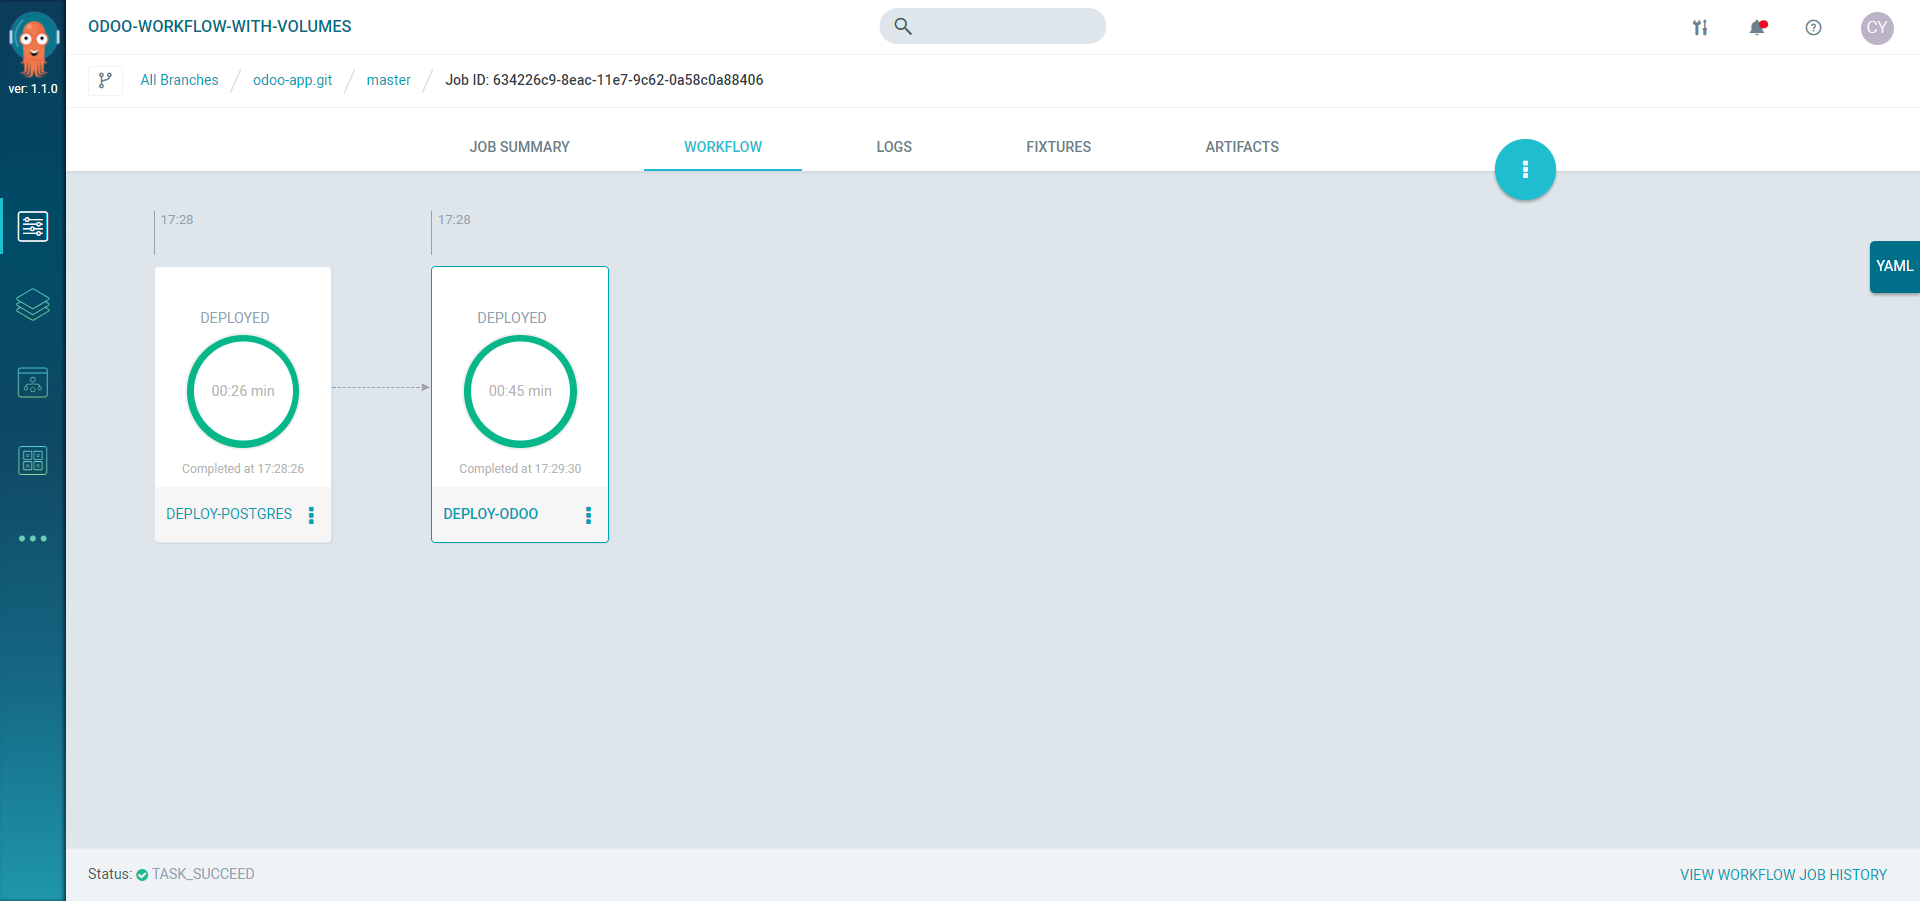 ODOO-WORKFLOW-WITH-VOLUMES
CY
ver: 1.1.0
All Branches / odoo-app.git / master / Job ID: 634226c9-8eac-11e7-9c62-0a58c0a88406
JOB SUMMARY
WORKFLOW
LOGS
FIXTURES
ARTIFACTS
17:28
17:28
YAML
DEPLOYED
00:26 min
Completed at 17:28:26
DEPLOY-POSTGRES
DEPLOYED
00:45 min
Completed at 17:29:30
DEPLOY-ODOO
Status: TASK_SUCCEED
VIEW WORKFLOW JOB HISTORY